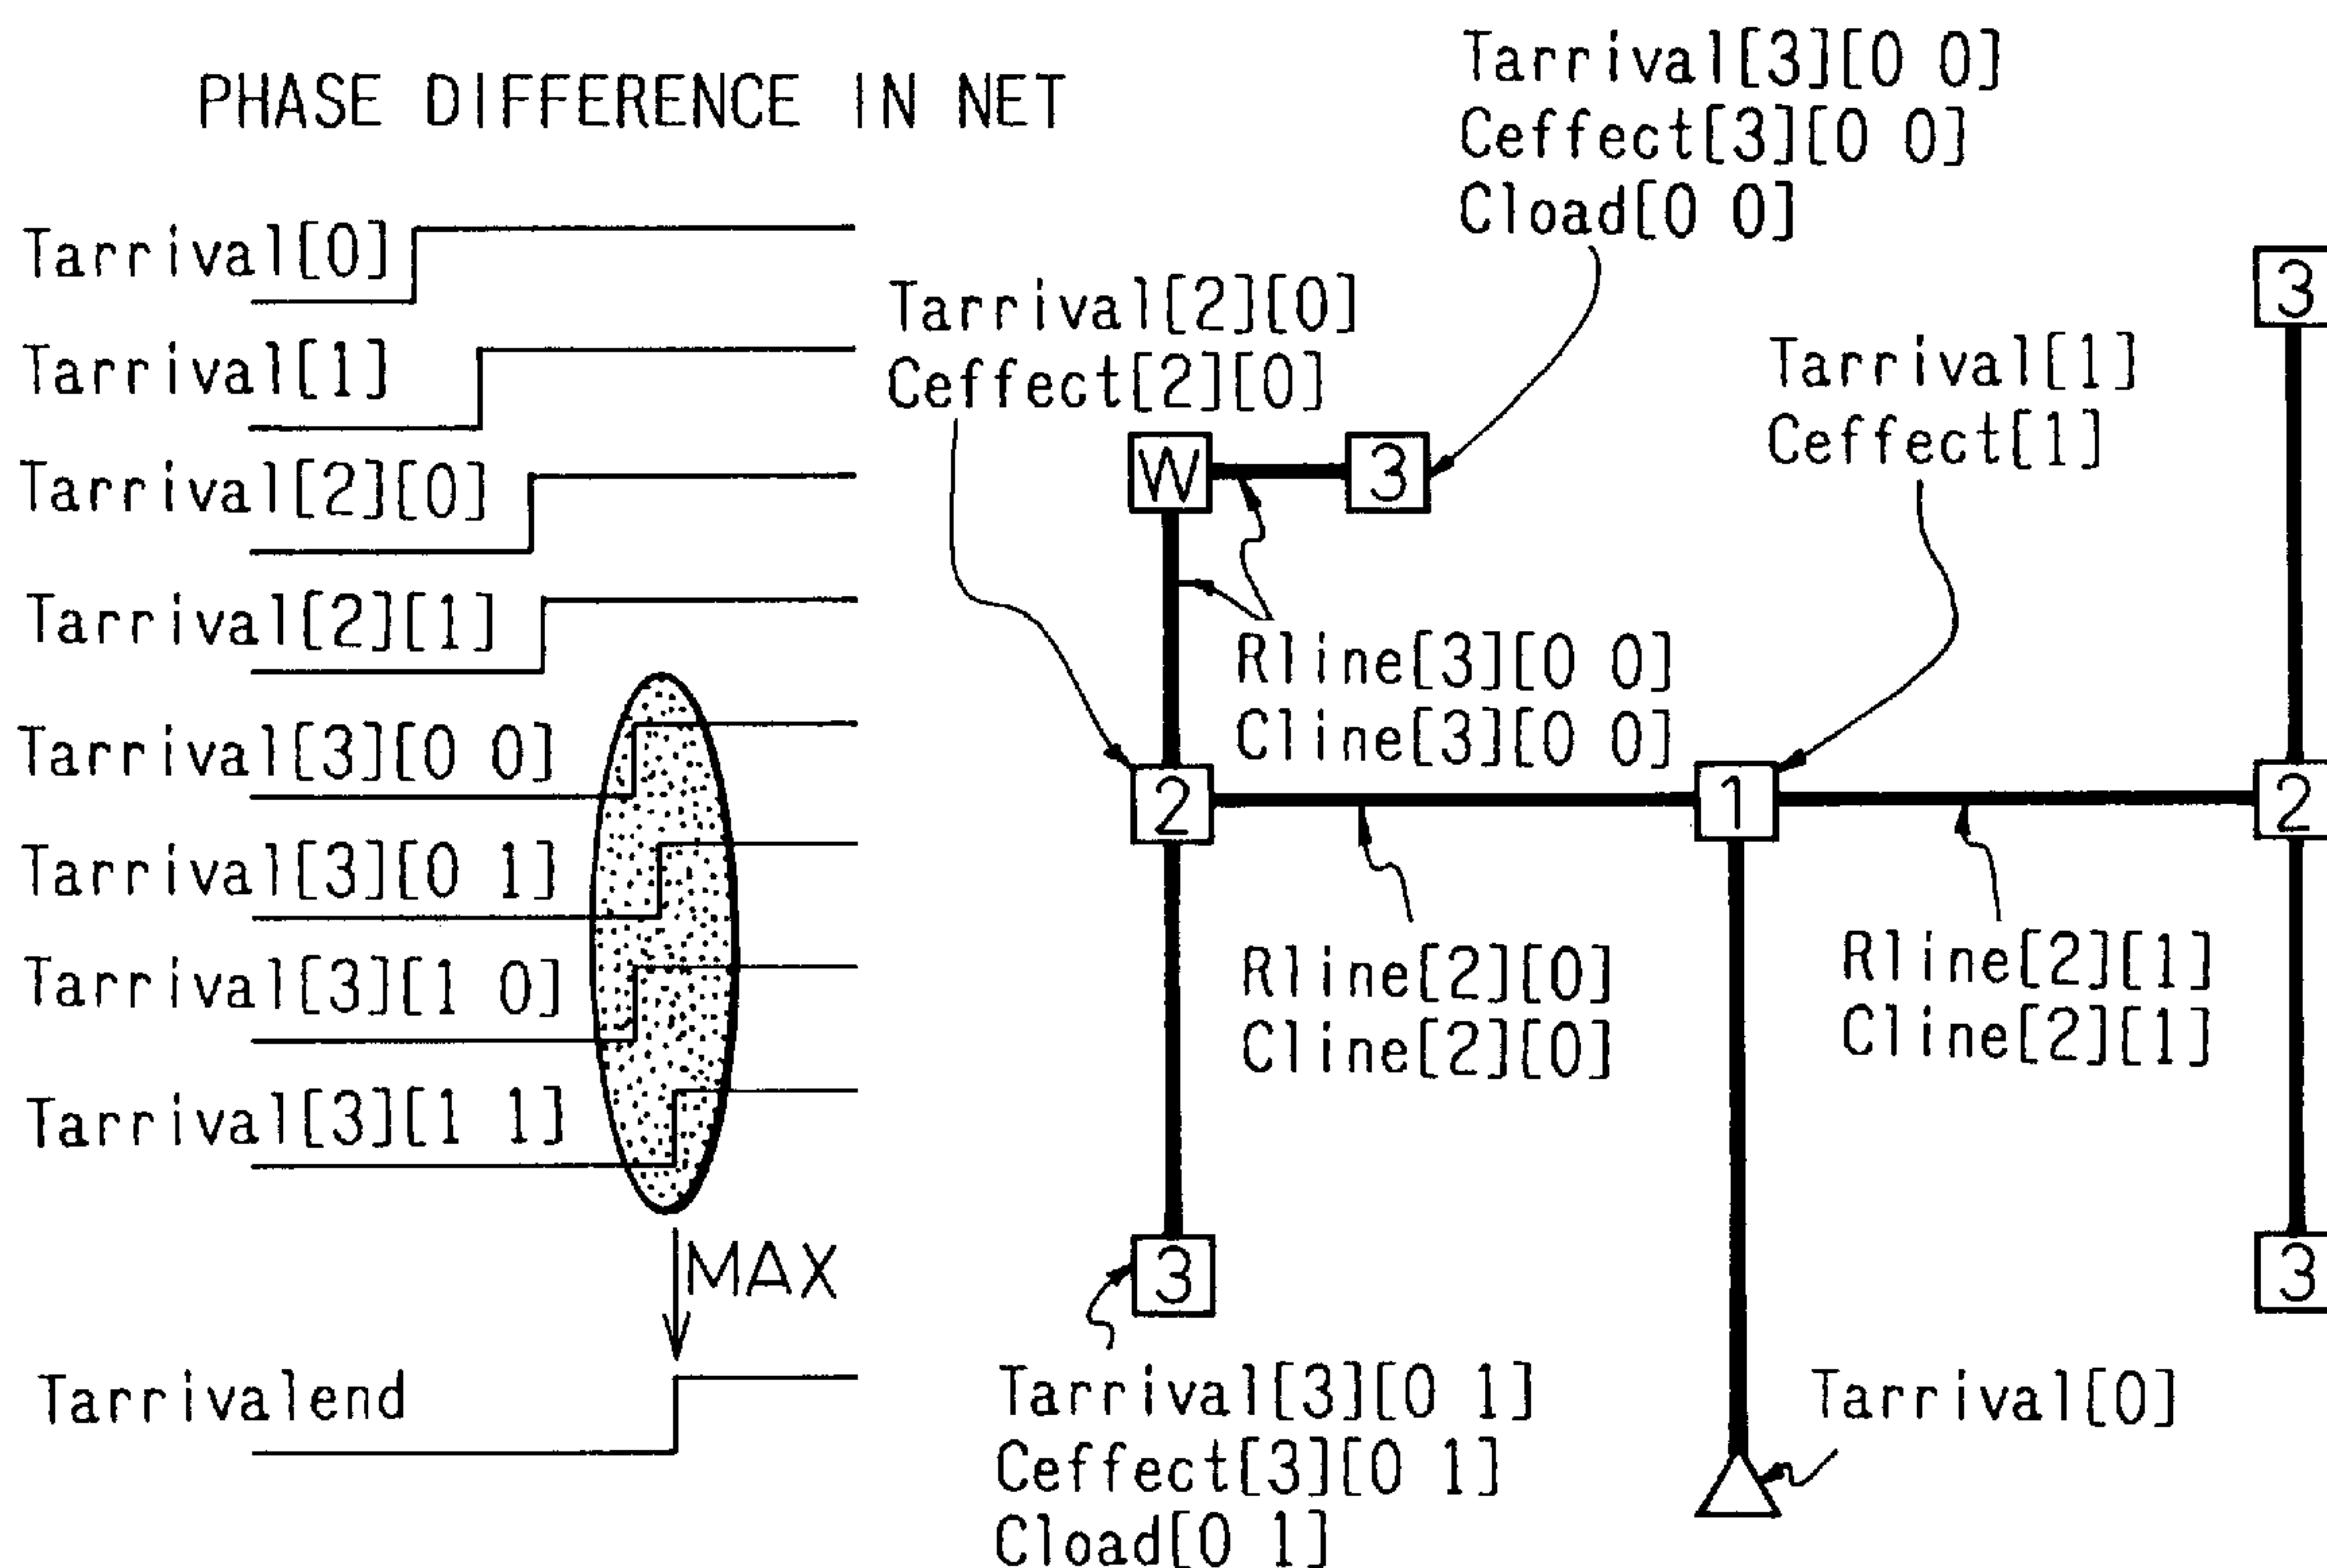 PHASE DIFFERENCE IN NET
Tarrival[0]
Tarrival[1]
Tarrival[2][0]
Tarrival[2][1]
Tarrival[3][0 0]
Tarrival[3][0 1]
Tarrival[3][1 0]
Tarrival[3][1 1]
MAX
Tarrivalend
Tarrival[3][0 0]
Ceffect[3][0 0]
Cload[0 0]
Tarrival[2][0]
Ceffect[2][0]
Tarrival[1]
Ceffect[1]
3
W
3
Rline[3][0 0]
Cline[3][0 0]
2
1
2
Rline[2][0]
Cline[2][0]
Rline[2][1]
Cline[2][1]
3
3
Tarrival[3][0 1]
Ceffect[3][0 1]
Cload[0 1]
Tarrival[0]